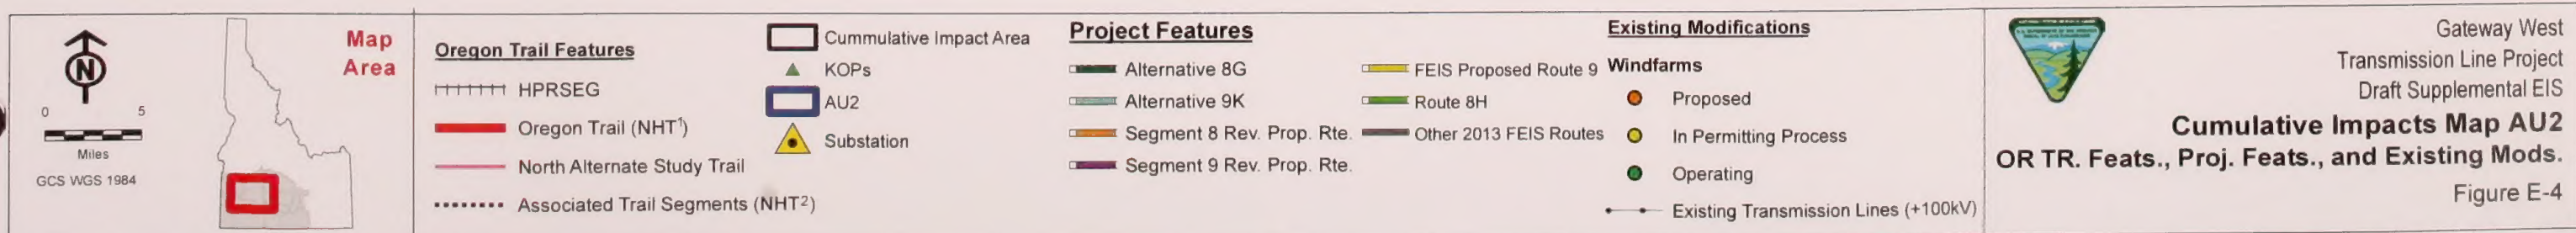 N
0 5
Miles
GCS WGS 1984
Map
Area
Oregon Trail Features
HPRSEG
Oregon Trail (NHT¹)
North Alternate Study Trail
Associated Trail Segments (NHT²)
Cummulative Impact Area
KOPs
AU2
Substation
Project Features
Alternative 8G
Alternative 9K
Segment 8 Rev. Prop. Rte.
Segment 9 Rev. Prop. Rte.
FEIS Proposed Route 9
Route 8H
Other 2013 FEIS Routes
Existing Modifications
Windfarms
Proposed
In Permitting Process
Operating
Existing Transmission Lines (+100kV)
Gateway West
Transmission Line Project
Draft Supplemental EIS
Cumulative Impacts Map AU2
OR TR. Feats., Proj. Feats., and Existing Mods.
Figure E-4